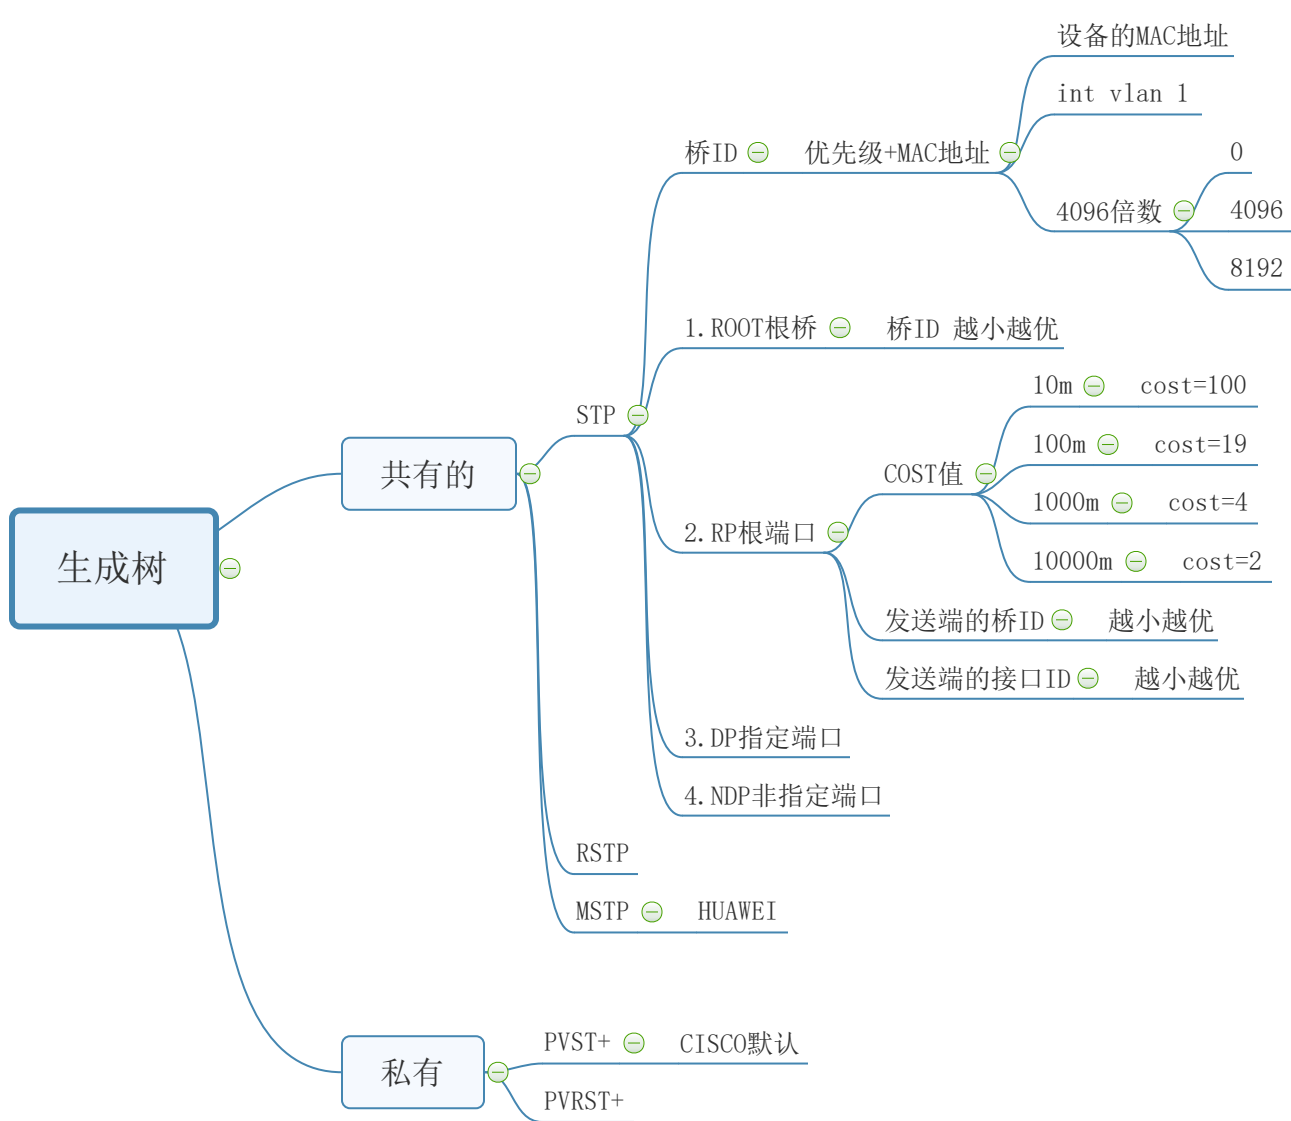 生成树
共有的
STP
桥ID
优先级+MAC地址
设备的MAC地址
int vlan 1
4096倍数
0
4096
8192
1.ROOT根桥
桥ID 越小越优
2.RP根端口
COST值
10m
cost=100
100m
cost=19
1000m
cost=4
10000m
cost=2
发送端的桥ID
越小越优
发送端的接口ID
越小越优
3.DP指定端口
4.NDP非指定端口
RSTP
MSTP
HUAWEI
私有
PVST+
CISCO默认
PVRST+